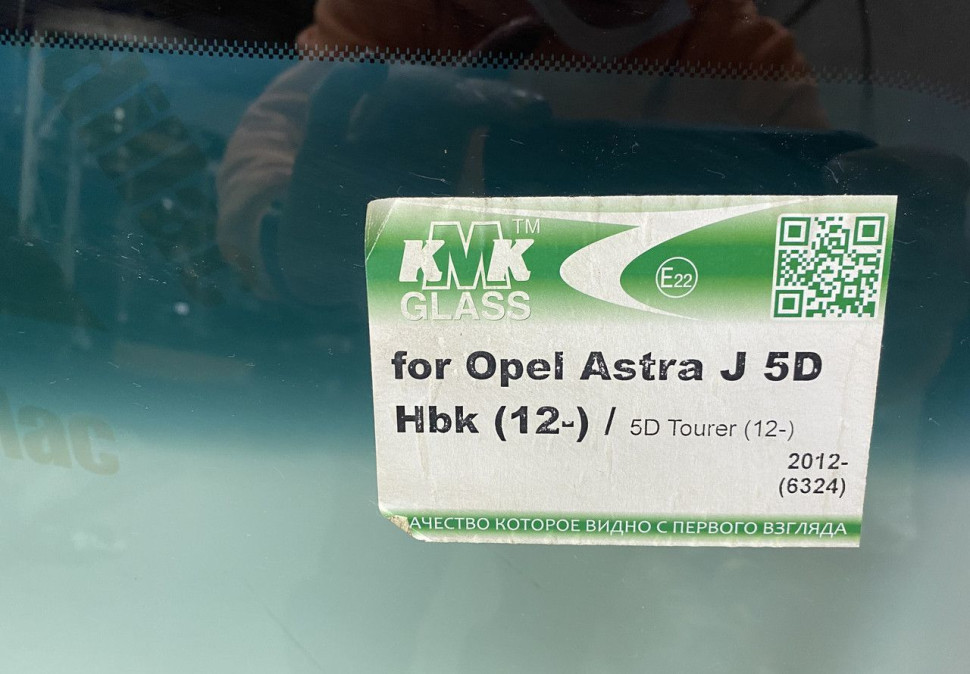 KMK™
GLASS
E22
for Opel Astra J 5D
Hbk (12-) / 5D Tourer (12-)
2012-
(6324)
АЧЕСТВО КОТОРОЕ ВИДНО С ПЕРВОГО ВЗГЛЯДА